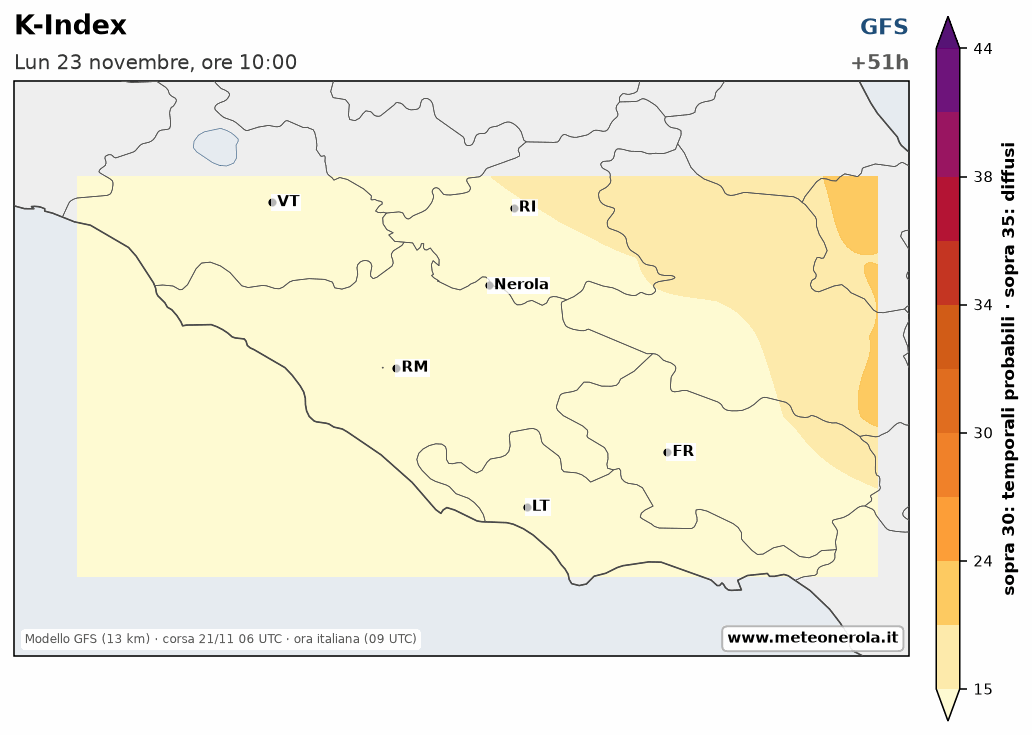 K-Index
GFS
Lun 23 novembre, ore 10:00
+51h
VT
RI
Nerola
RM
FR
LT
Modello GFS (13 km) · corsa 21/11 06 UTC · ora italiana (09 UTC)
www.meteonerola.it
44
38
34
30
24
15
sopra 30: temporali probabili · sopra 35: diffusi